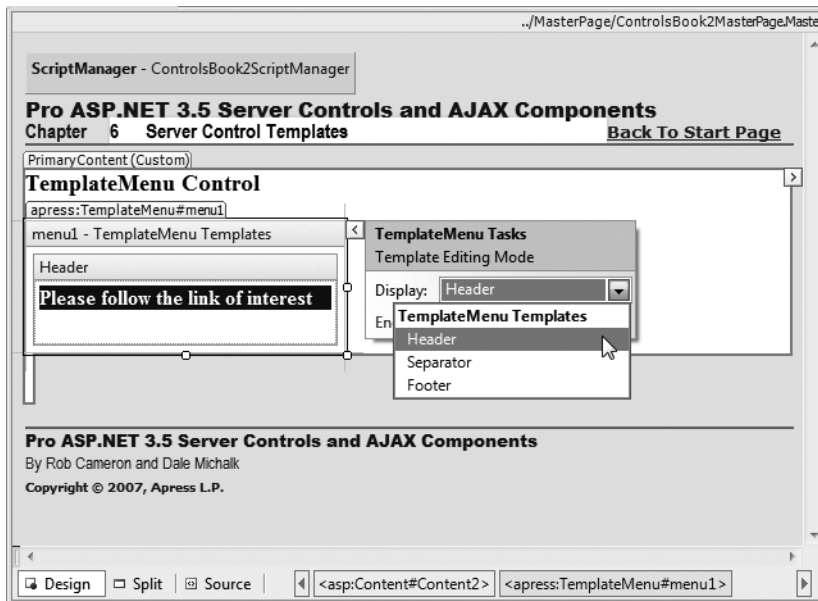 ../MasterPage/ControlsBook2MasterPage.Maste
ScriptManager - ControlsBook2ScriptManager
Pro ASP.NET 3.5 Server Controls and AJAX Components
Chapter 6 Server Control Templates
Back To Start Page
PrimaryContent (Custom)
TemplateMenu Control
apress:TemplateMenu#menu1
menu1 - TemplateMenu Templates
Header
Please follow the link of interest
TemplateMenu Tasks
Template Editing Mode
Display: Header
En
TemplateMenu Templates
Header
Separator
Footer
Pro ASP.NET 3.5 Server Controls and AJAX Components
By Rob Cameron and Dale Michalk
Copyright © 2007, Apress L.P.
Design Split Source <asp:Content#Content2> <apress:TemplateMenu#menu1>